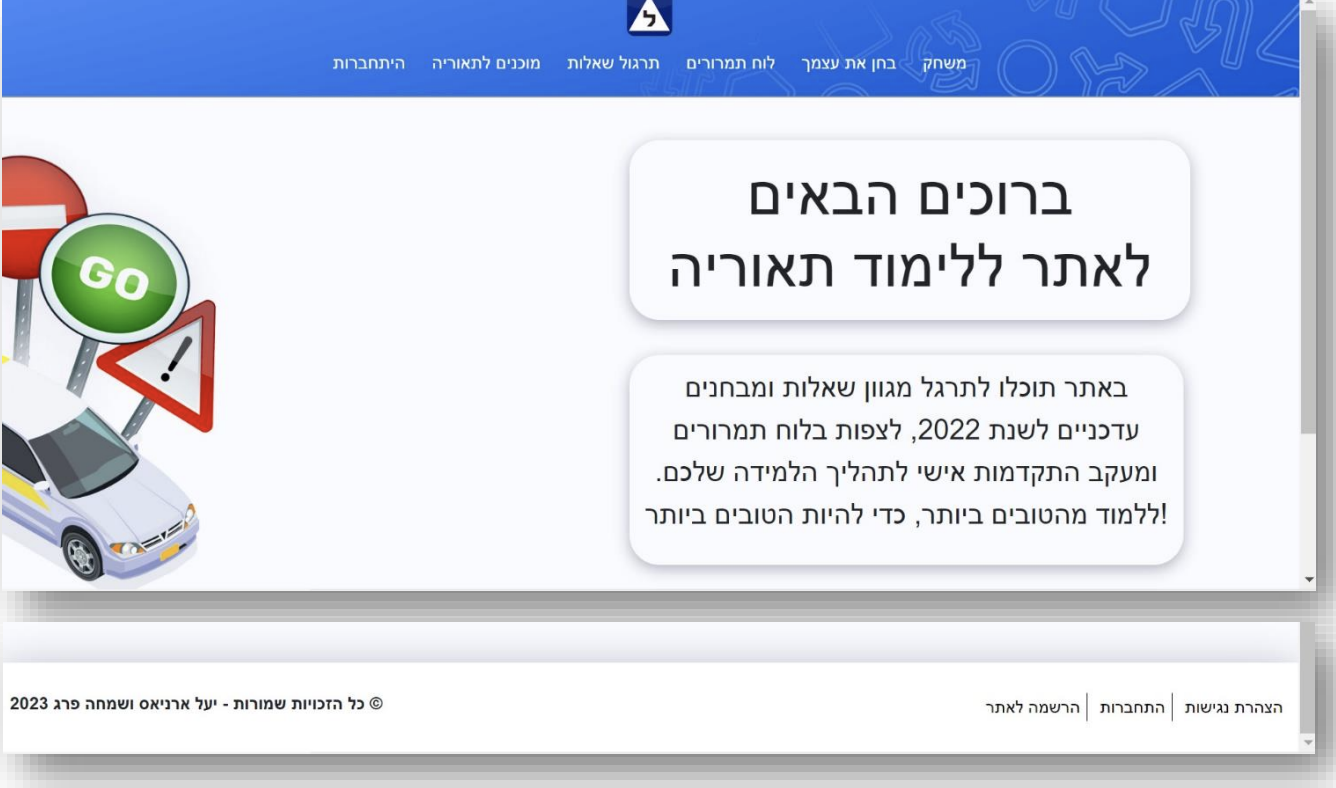 ל
משחק
בחן את עצמך
לוח תמרורים
תרגול שאלות
מוכנים לתאוריה
היתחברות
ברוכים הבאים
לאתר ללימוד תאוריה
GO
!
באתר תוכלו לתרגל מגוון שאלות ומבחנים
עדכניים לשנת 2022, לצפות בלוח תמרורים
ומעקב התקדמות אישי לתהליך הלמידה שלכם.
!ללמוד מהטובים ביותר, כדי להיות הטובים ביותר
הצהרת נגישות | התחברות | הרשמה לאתר
© כל הזכויות שמורות - יעל ארניאס ושמחה פרג 2023